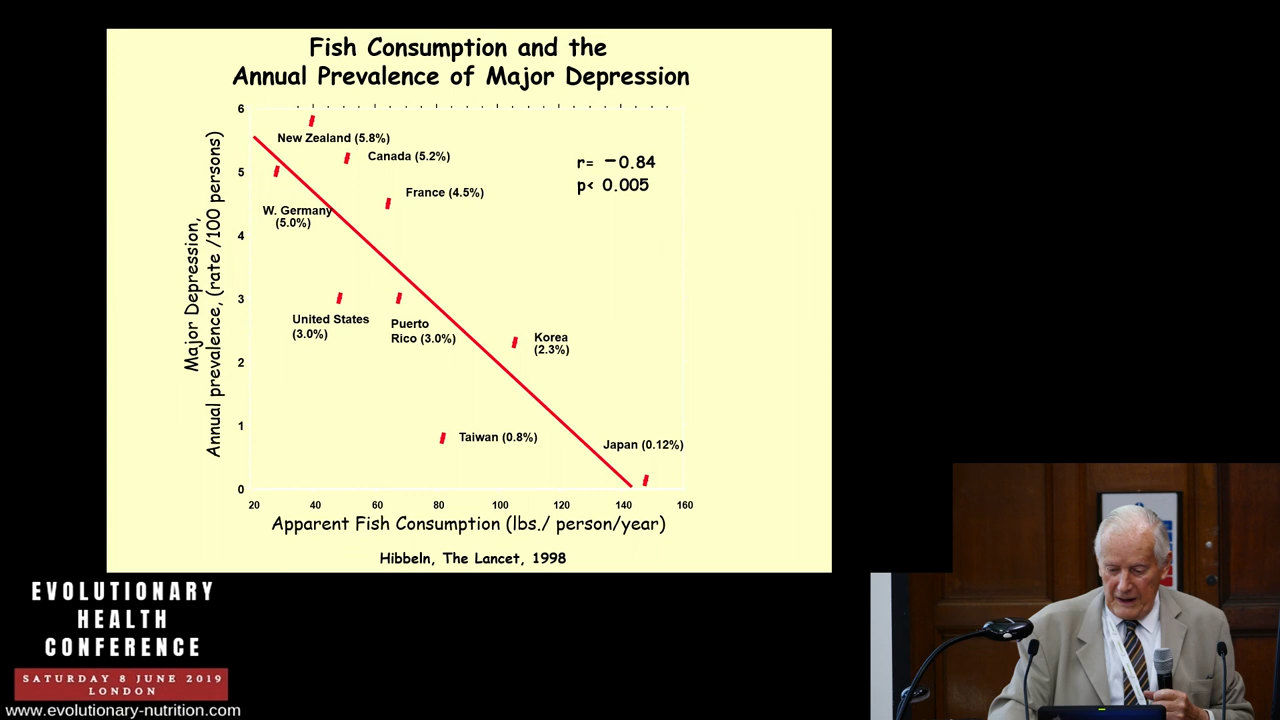 Fish Consumption and the
Annual Prevalence of Major Depression
Major Depression,
Annual prevalence, (rate /100 persons)
6
5
4
3
2
1
0
New Zealand (5.8%)
Canada (5.2%)
r= −0.84
p< 0.005
France (4.5%)
W. Germany
(5.0%)
United States
(3.0%)
Puerto
Rico (3.0%)
Korea
(2.3%)
Taiwan (0.8%)
Japan (0.12%)
20 40 60 80 100 120 140 160
Apparent Fish Consumption (lbs./ person/year)
Hibbeln, The Lancet, 1998
EVOLUTIONARY
HEALTH
CONFERENCE
SATURDAY 8 JUNE 2019
LONDON
www.evolutionary-nutrition.com